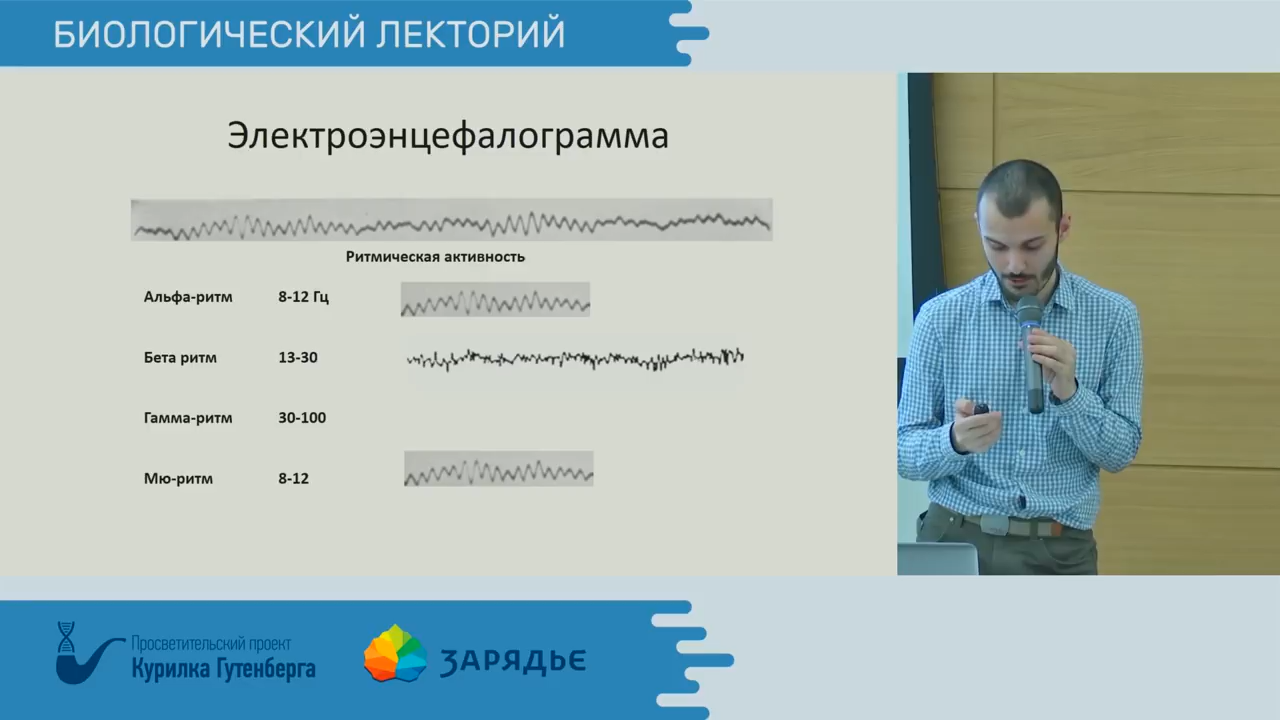 БИОЛОГИЧЕСКИЙ ЛЕКТОРИЙ
Электроэнцефалограмма
Ритмическая активность
Альфа-ритм 8-12 Гц
Бета ритм 13-30
Гамма-ритм 30-100
Мю-ритм 8-12
Просветительский проект
Курилка Гутенберга
ЗАРЯДЬЕ